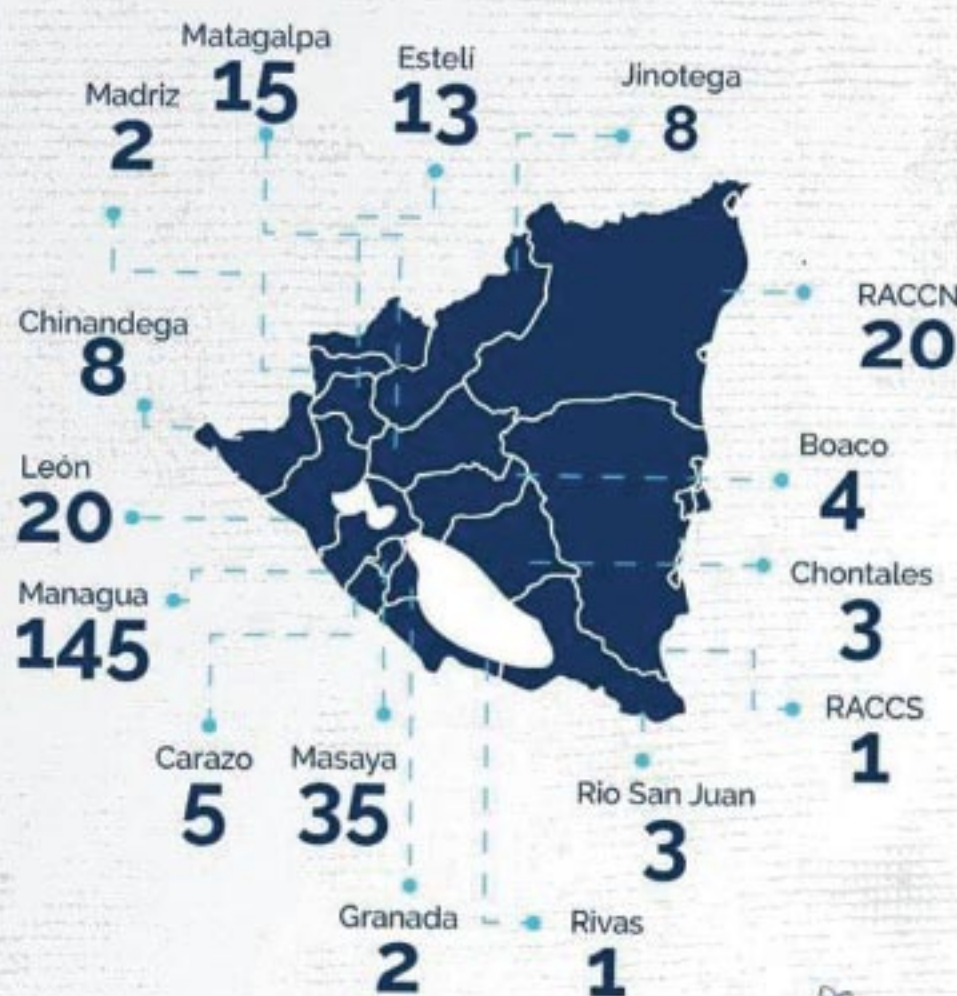 Matagalpa
15
Estelí
13
Jinotega
8
Madriz
2
RACCN
20
Chinandega
8
Boaco
4
León
20
Chontales
3
Managua
145
RACCS
1
Carazo
5
Masaya
35
Rio San Juan
3
Granada
2
Rivas
1